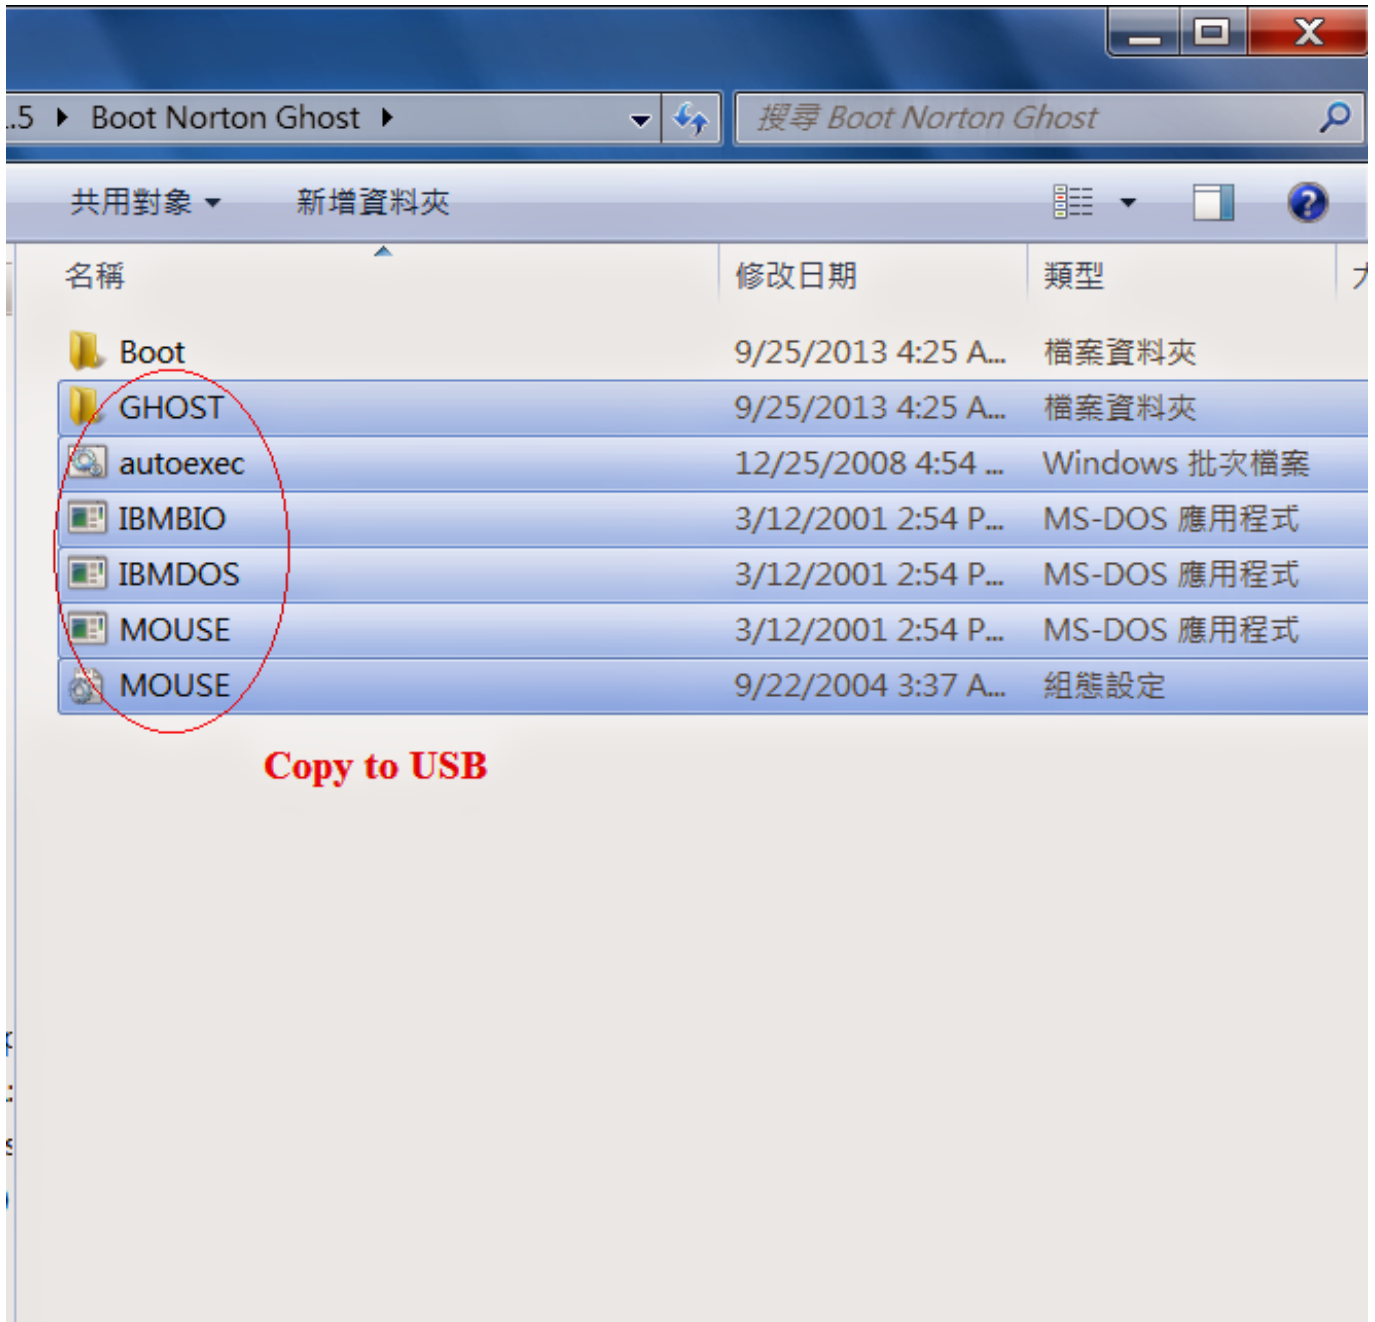 .5 ▸ Boot Norton Ghost ▸
搜尋 Boot Norton Ghost
共用對象 新增資料夾
名稱 修改日期 類型
Boot 9/25/2013 4:25 A... 檔案資料夾
GHOST 9/25/2013 4:25 A... 檔案資料夾
autoexec 12/25/2008 4:54 ... Windows 批次檔案
IBMBIO 3/12/2001 2:54 P... MS-DOS 應用程式
IBMDOS 3/12/2001 2:54 P... MS-DOS 應用程式
MOUSE 3/12/2001 2:54 P... MS-DOS 應用程式
MOUSE 9/22/2004 3:37 A... 組態設定
Copy to USB